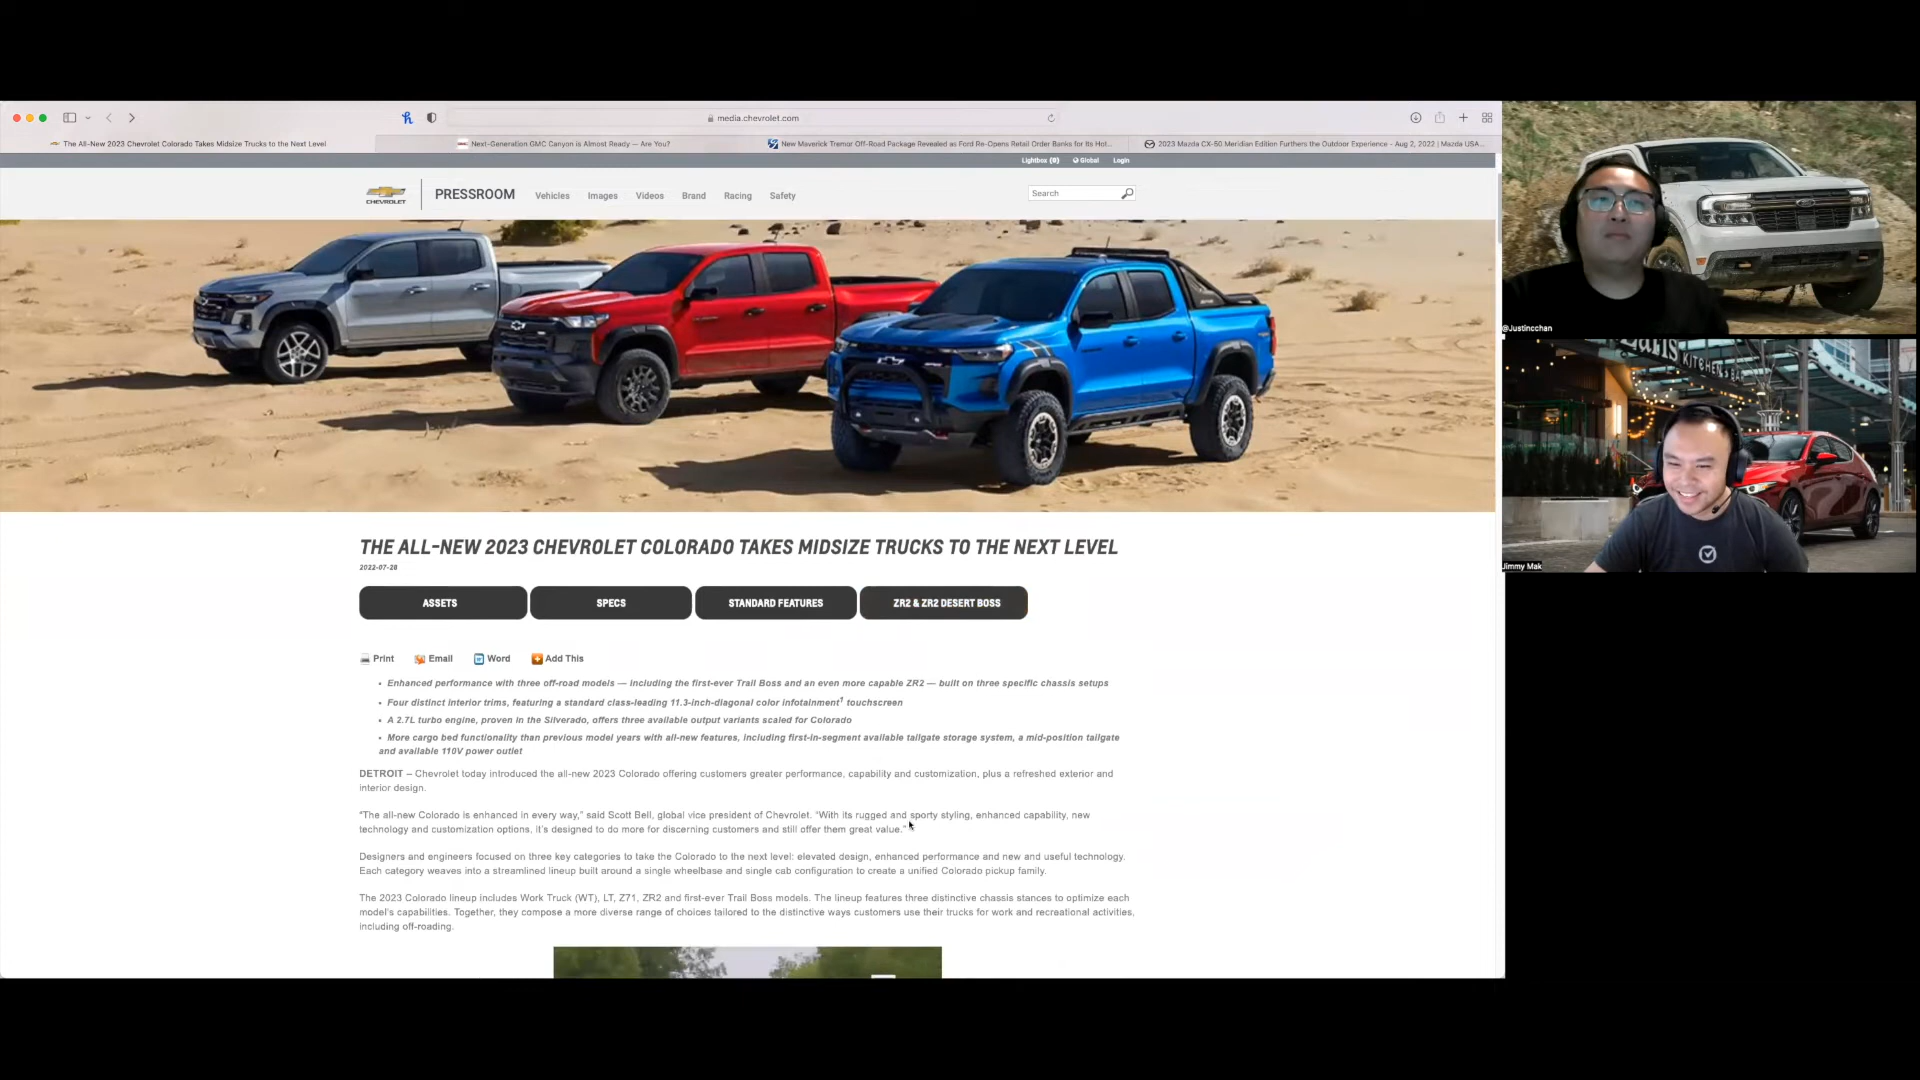 media.chevrolet.com
The All-New 2023 Chevrolet Colorado Takes Midsize Trucks to the Next Level
Next-Generation GMC Canyon is Almost Ready — Are You?
New Maverick Tremor Off-Road Package Revealed as Ford Re-Opens Retail Order Banks for Its Hot...
2023 Mazda CX-50 Meridian Edition Furthers the Outdoor Experience - Aug 2, 2022 | Mazda USA...
Lightbox (0) Global Login
CHEVROLET
PRESSROOM Vehicles Images Videos Brand Racing Safety
Search
@Justincchan
KITCHEN & BAR
Jimmy Mak
THE ALL-NEW 2023 CHEVROLET COLORADO TAKES MIDSIZE TRUCKS TO THE NEXT LEVEL
2022-07-28
ASSETS SPECS STANDARD FEATURES ZR2 & ZR2 DESERT BOSS
Print Email Word Add This
• Enhanced performance with three off-road models — including the first-ever Trail Boss and an even more capable ZR2 — built on three specific chassis setups
• Four distinct interior trims, featuring a standard class-leading 11.3-inch-diagonal color infotainment1 touchscreen
• A 2.7L turbo engine, proven in the Silverado, offers three available output variants scaled for Colorado
• More cargo bed functionality than previous model years with all-new features, including first-in-segment available tailgate storage system, a mid-position tailgate
and available 110V power outlet
DETROIT – Chevrolet today introduced the all-new 2023 Colorado offering customers greater performance, capability and customization, plus a refreshed exterior and
interior design.
"The all-new Colorado is enhanced in every way," said Scott Bell, global vice president of Chevrolet. "With its rugged and sporty styling, enhanced capability, new
technology and customization options, it's designed to do more for discerning customers and still offer them great value."
Designers and engineers focused on three key categories to take the Colorado to the next level: elevated design, enhanced performance and new and useful technology.
Each category weaves into a streamlined lineup built around a single wheelbase and single cab configuration to create a unified Colorado pickup family.
The 2023 Colorado lineup includes Work Truck (WT), LT, Z71, ZR2 and first-ever Trail Boss models. The lineup features three distinctive chassis stances to optimize each
model's capabilities. Together, they compose a more diverse range of choices tailored to the distinctive ways customers use their trucks for work and recreational activities,
including off-roading.